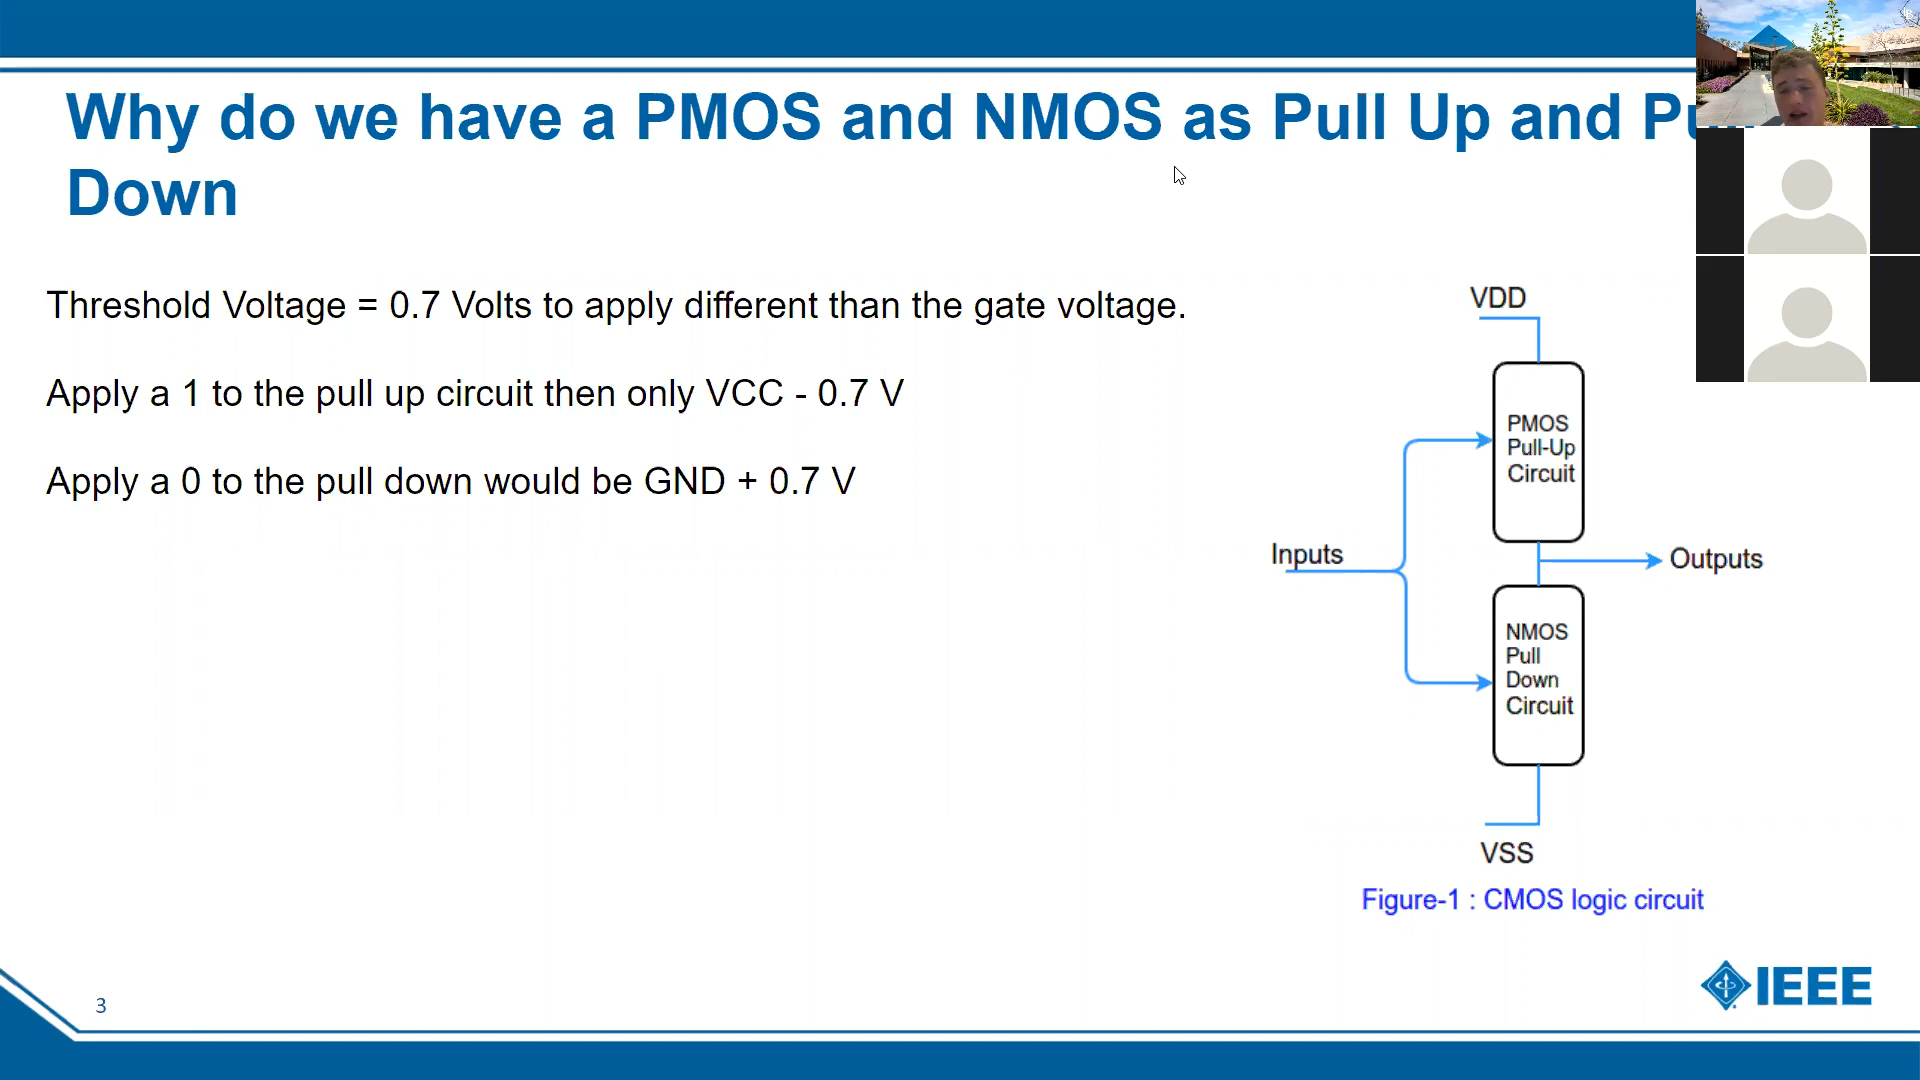 Why do we have a PMOS and NMOS as Pull Up and
Down
Threshold Voltage = 0.7 Volts to apply different than the gate voltage.
Apply a 1 to the pull up circuit then only VCC - 0.7 V
Apply a 0 to the pull down would be GND + 0.7 V
VDD
PMOS
Pull-Up
Circuit
Inputs
Outputs
NMOS
Pull
Down
Circuit
VSS
Figure-1 : CMOS logic circuit
IEEE
3